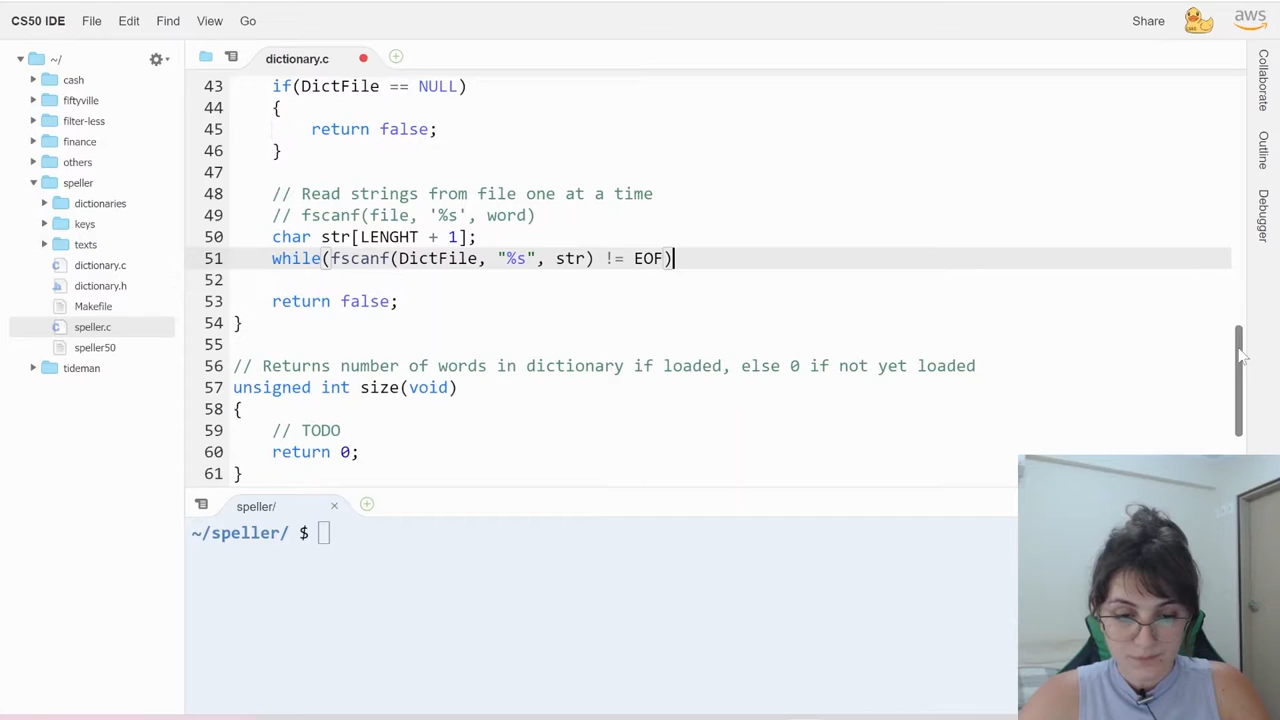 CS50 IDE File Edit Find View Go Share aws
~/
cash
fiftyville
filter-less
finance
others
speller
dictionaries
keys
texts
dictionary.c
dictionary.h
Makefile
speller.c
speller50
tideman
dictionary.c
43 if(DictFile == NULL)
44 {
45 return false;
46 }
47
48 // Read strings from file one at a time
49 // fscanf(file, '%s', word)
50 char str[LENGHT + 1];
51 while(fscanf(DictFile, "%s", str) != EOF)
52
53 return false;
54 }
55
56 // Returns number of words in dictionary if loaded, else 0 if not yet loaded
57 unsigned int size(void)
58 {
59 // TODO
60 return 0;
61 }
speller/
~/speller/ $
Collaborate
Outline
Debugger